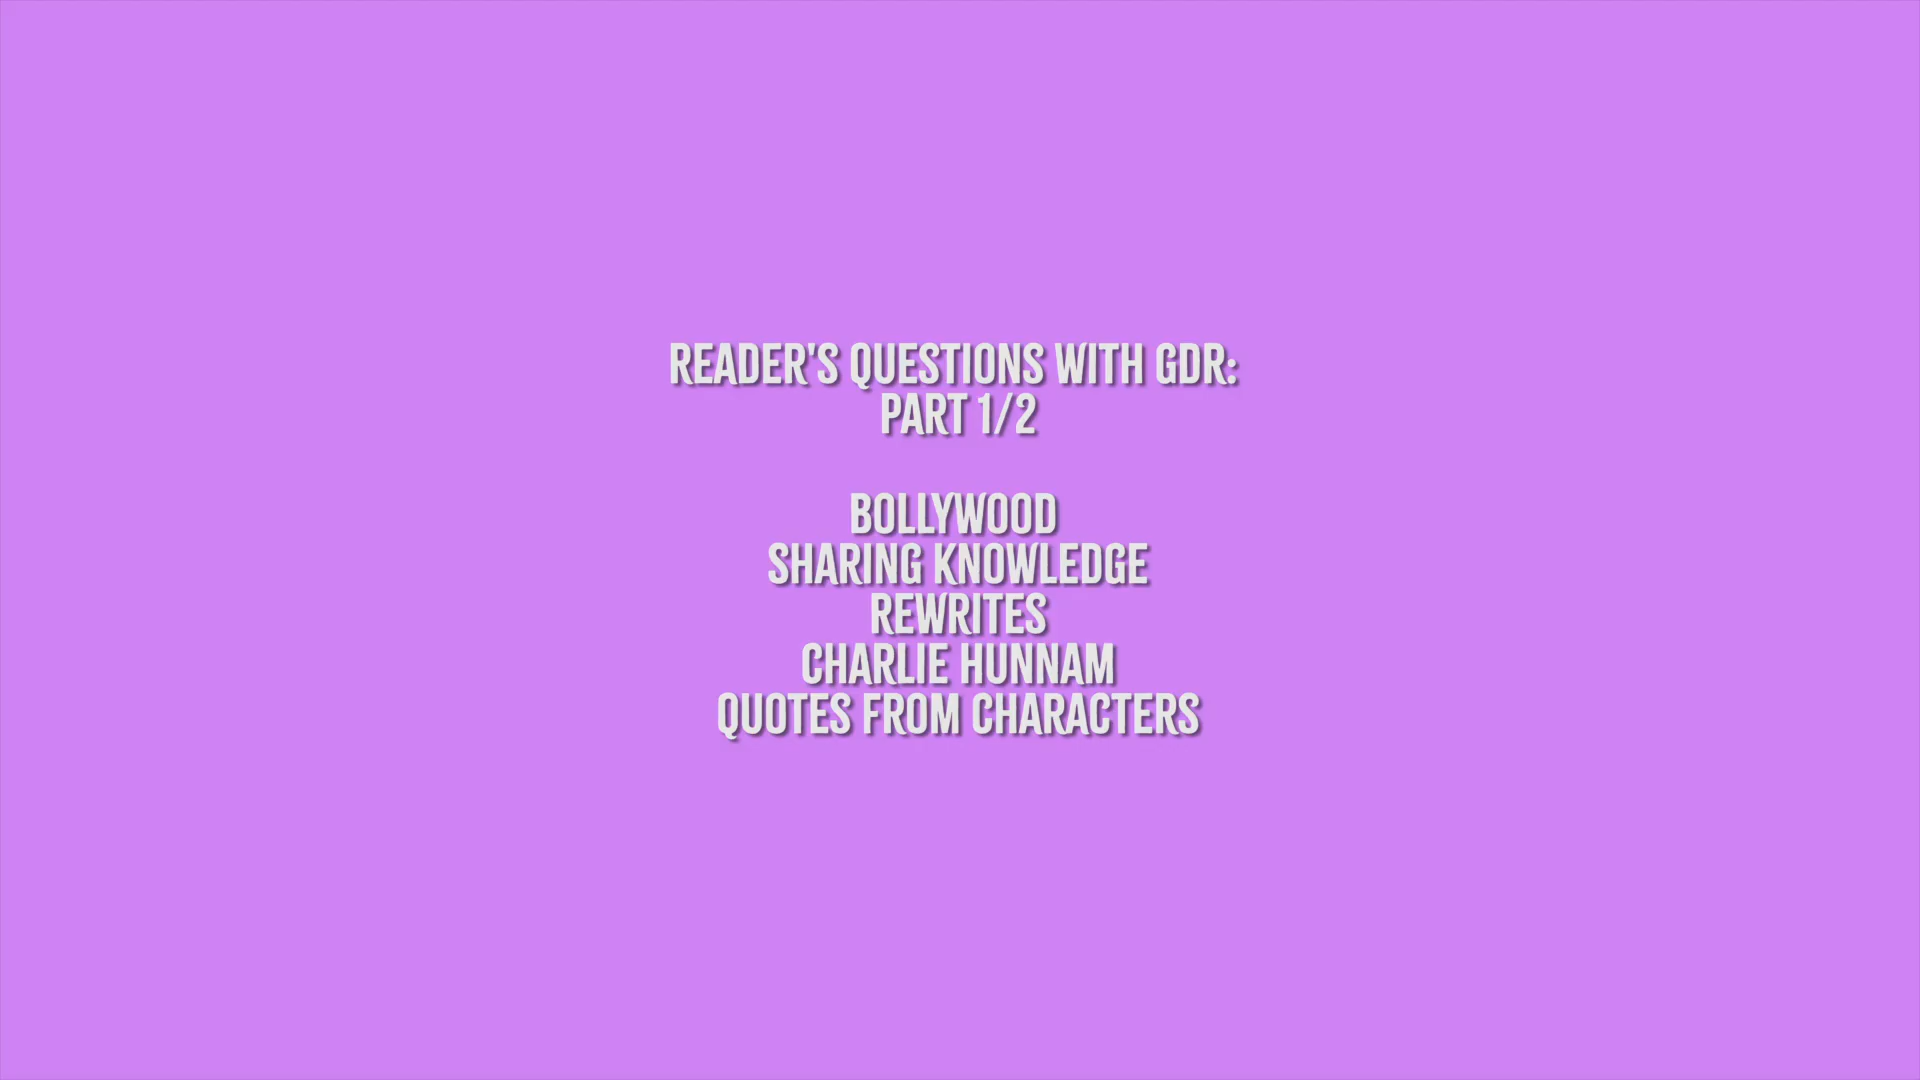 READER'S QUESTIONS WITH GDR:
PART 1/2
BOLLYWOOD
SHARING KNOWLEDGE
REWRITES
CHARLIE HUNNAM
QUOTES FROM CHARACTERS